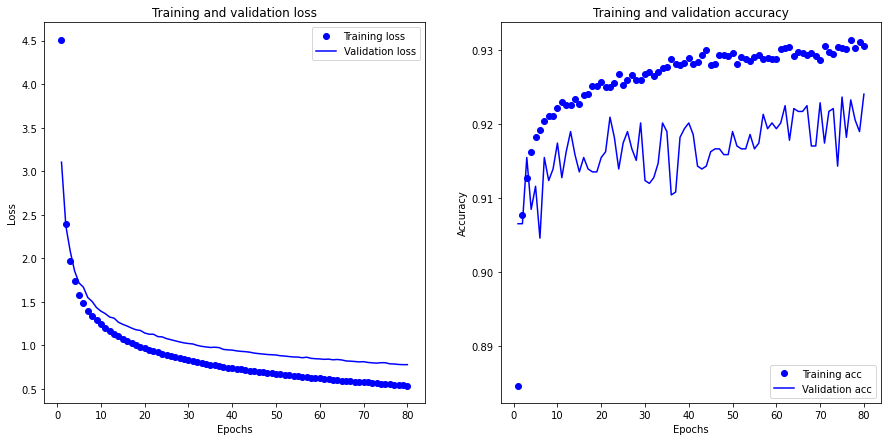 Training and validation loss
Training loss
Validation loss
4.5
4.0
3.5
3.0
2.5
2.0
1.5
1.0
0.5
Loss
0 10 20 30 40 50 60 70 80
Epochs
Training and validation accuracy
0.93
0.92
0.91
0.90
0.89
Accuracy
Training acc
Validation acc
0 10 20 30 40 50 60 70 80
Epochs